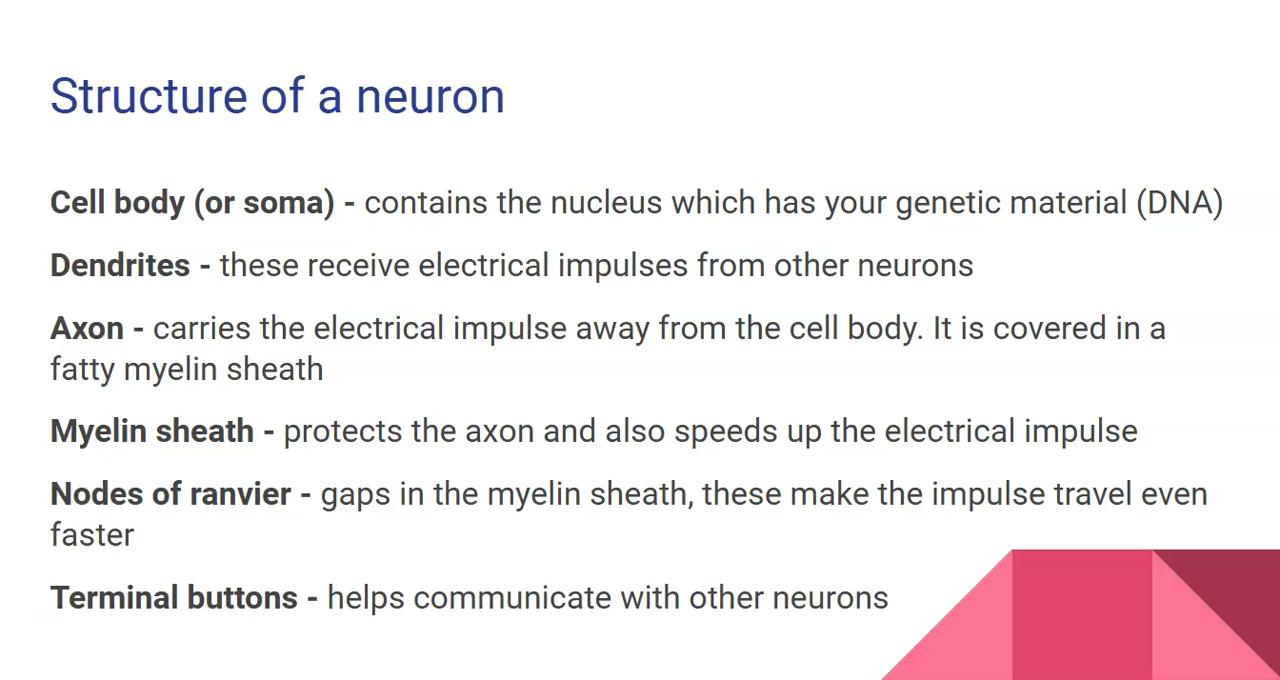 Structure of a neuron
Cell body (or soma) - contains the nucleus which has your genetic material (DNA)
Dendrites - these receive electrical impulses from other neurons
Axon - carries the electrical impulse away from the cell body. It is covered in a
fatty myelin sheath
Myelin sheath - protects the axon and also speeds up the electrical impulse
Nodes of ranvier - gaps in the myelin sheath, these make the impulse travel even
faster
Terminal buttons - helps communicate with other neurons